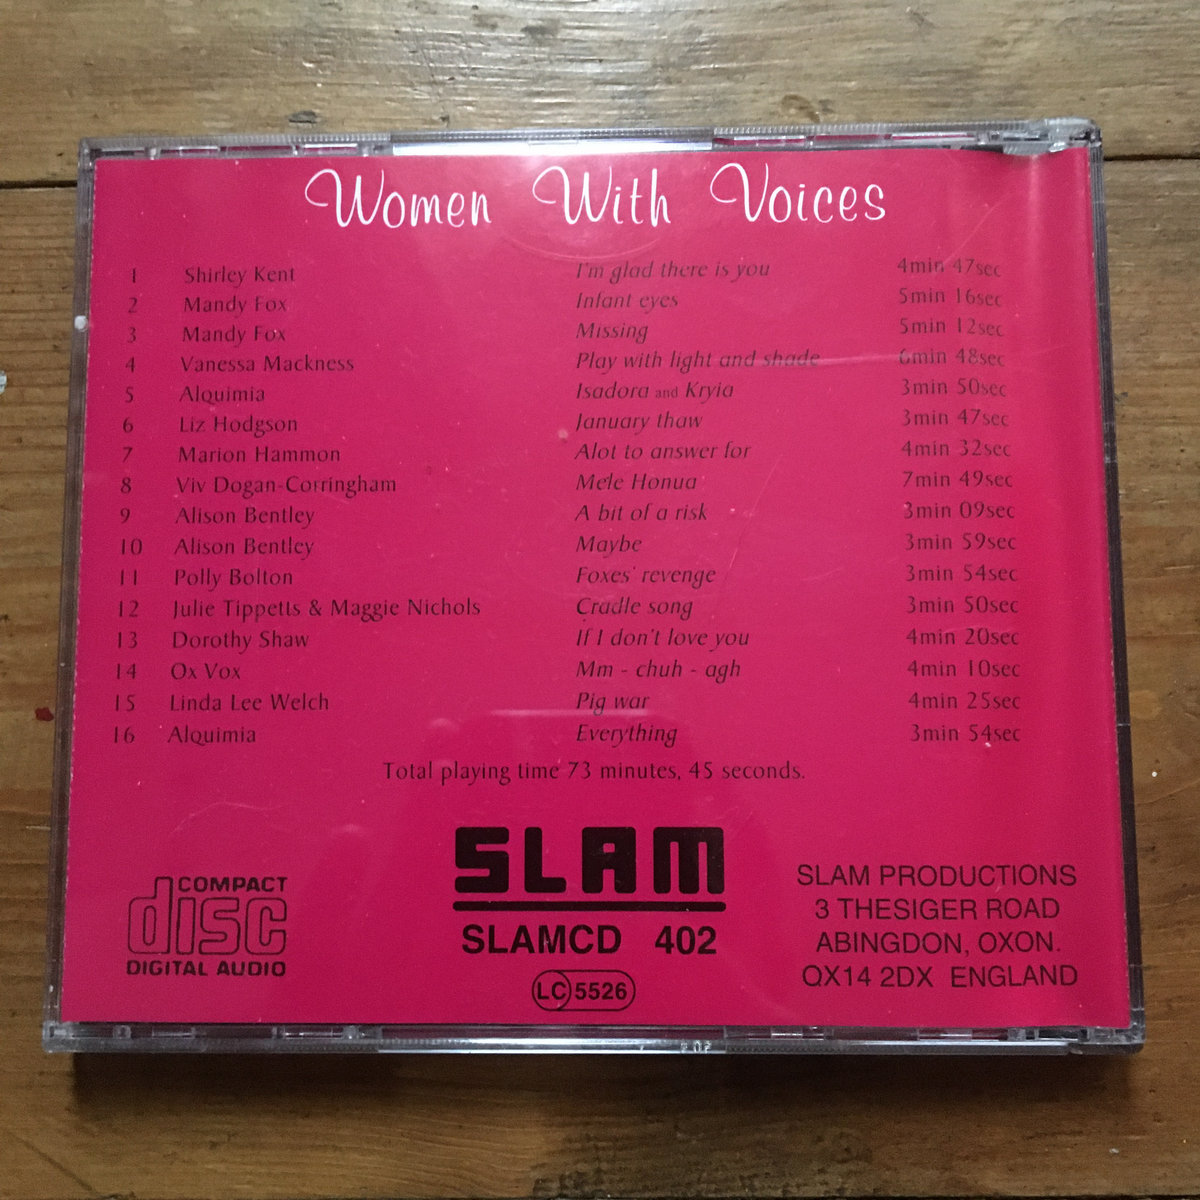 Women With Voices
1 Shirley Kent I'm glad there is you 4min 47sec
2 Mandy Fox Infant eyes 5min 16sec
3 Mandy Fox Missing 5min 12sec
4 Vanessa Mackness Play with light and shade 6min 48sec
5 Alquimia Isadora and Kryia 3min 50sec
6 Liz Hodgson January thaw 3min 47sec
7 Marion Hammon Alot to answer for 4min 32sec
8 Viv Dogan-Corringham Mele Honua 7min 49sec
9 Alison Bentley A bit of a risk 3min 09sec
10 Alison Bentley Maybe 3min 59sec
11 Polly Bolton Foxes' revenge 3min 54sec
12 Julie Tippetts & Maggie Nichols Cradle song 3min 50sec
13 Dorothy Shaw If I don't love you 4min 20sec
14 Ox Vox Mm - chuh - agh 4min 10sec
15 Linda Lee Welch Pig war 4min 25sec
16 Alquimia Everything 3min 54sec
Total playing time 73 minutes, 45 seconds.
COMPACT
disc
DIGITAL AUDIO
SLAM
SLAMCD 402
LC 5526
SLAM PRODUCTIONS
3 THESIGER ROAD
ABINGDON, OXON.
OX14 2DX ENGLAND